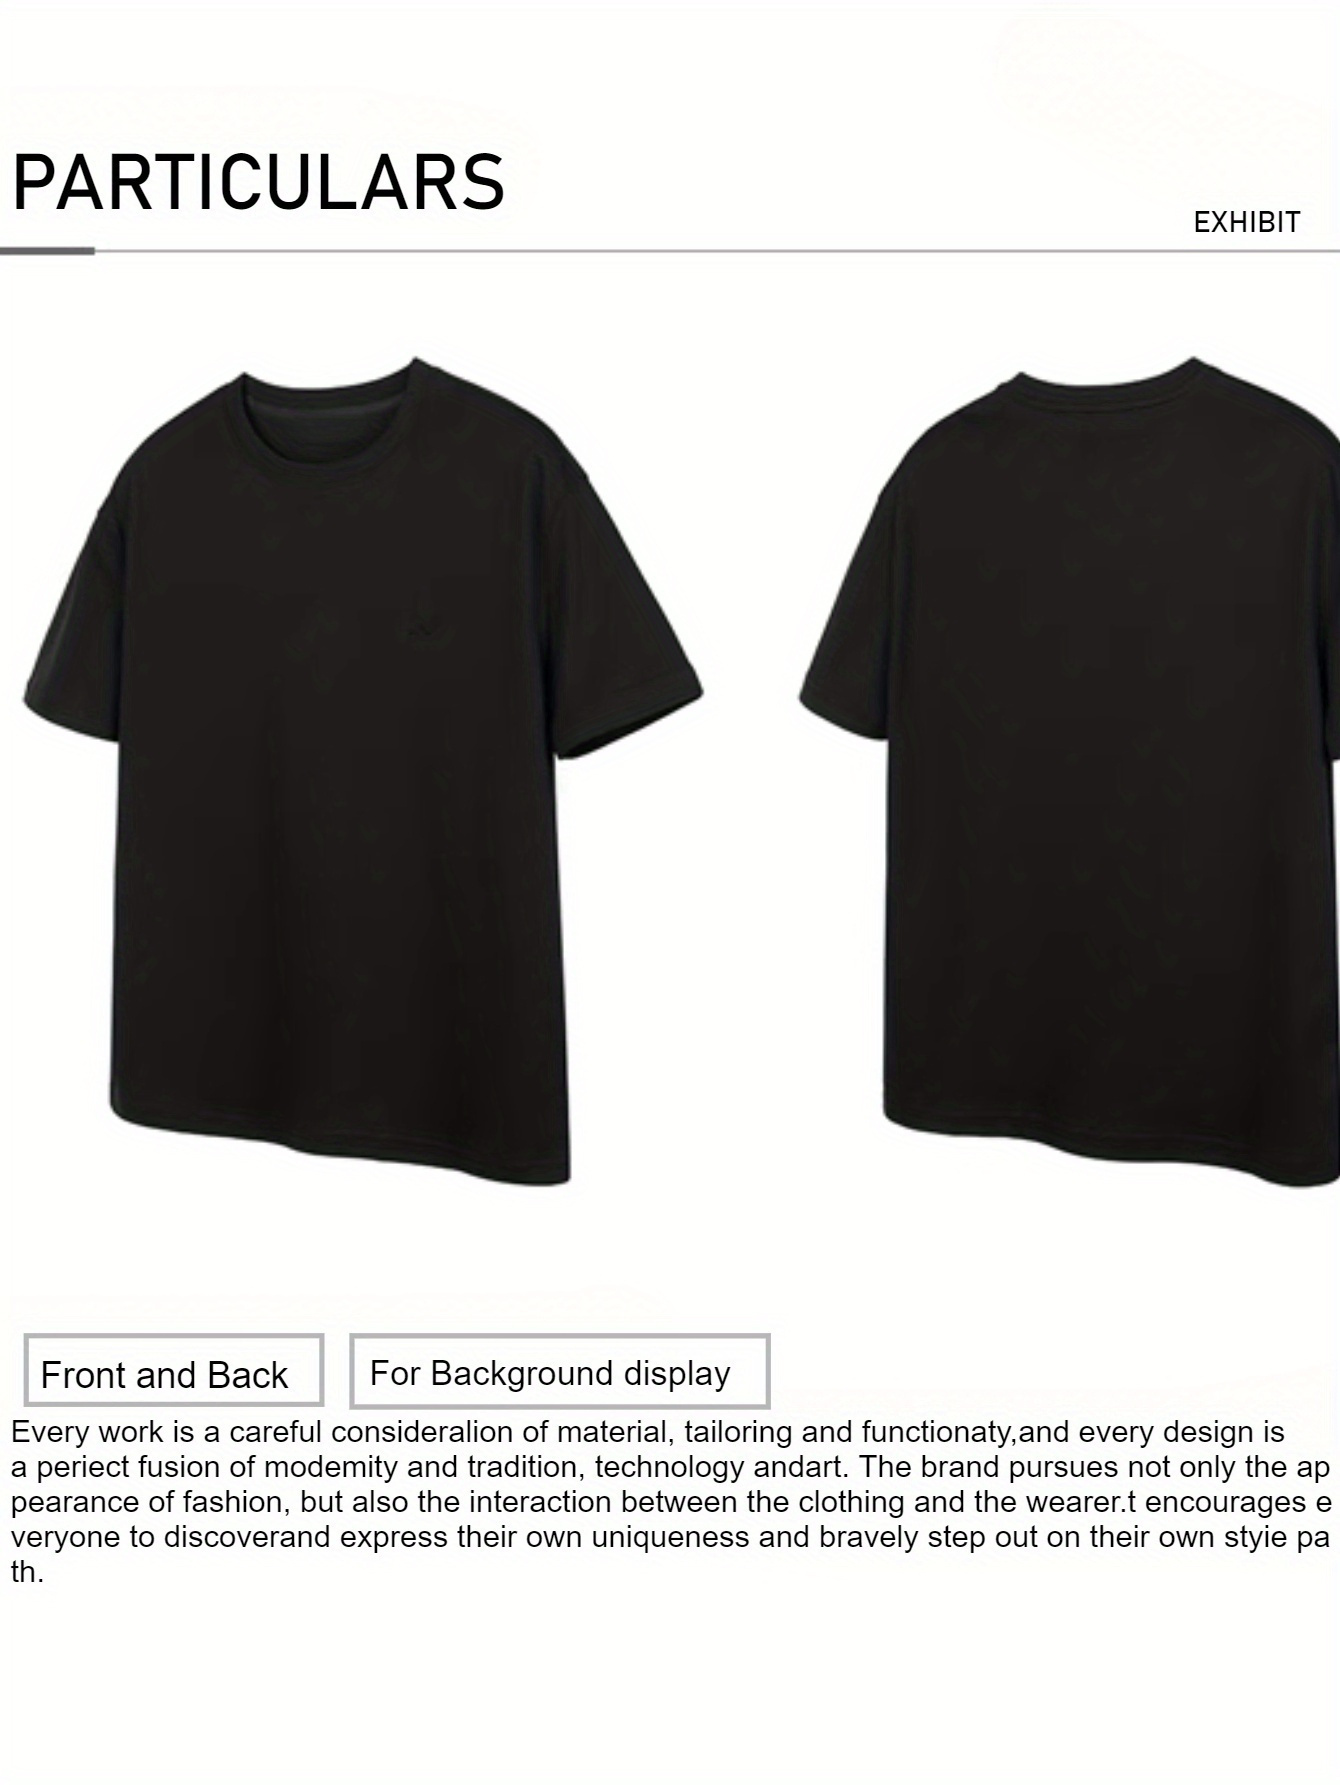 PARTICULARS
EXHIBIT
Front and Back
For Background display
Every work is a careful consideralion of material, tailoring and functionaty,and every design is
a periect fusion of modemity and tradition, technology andart. The brand pursues not only the ap
pearance of fashion, but also the interaction between the clothing and the wearer.t encourages e
veryone to discoverand express their own uniqueness and bravely step out on their own styie pa
th.